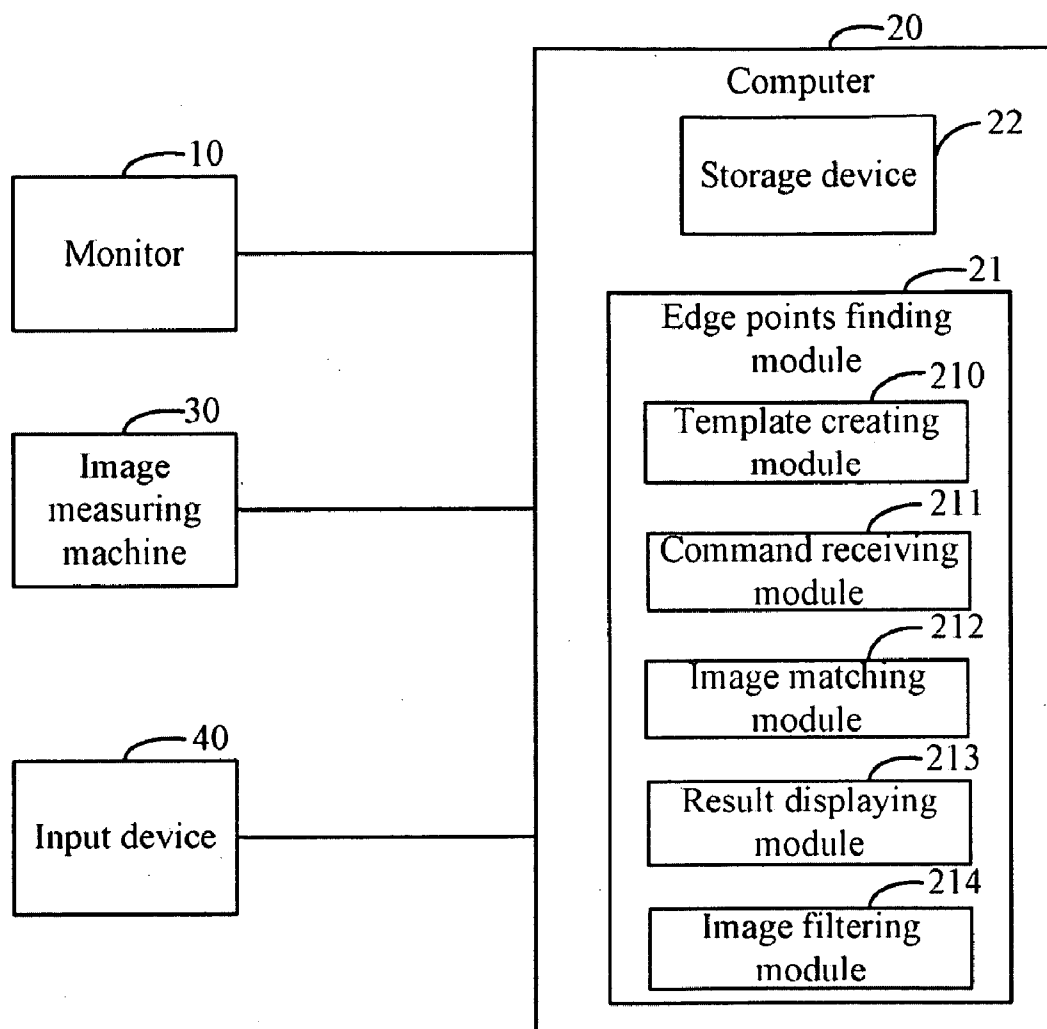 20
Computer
22
Storage device
10
Monitor
21
Edge points finding
module
210
Template creating
module
30
Image
measuring
machine
211
Command receiving
module
212
Image matching
module
40
Input device
213
Result displaying
module
214
Image filtering
module